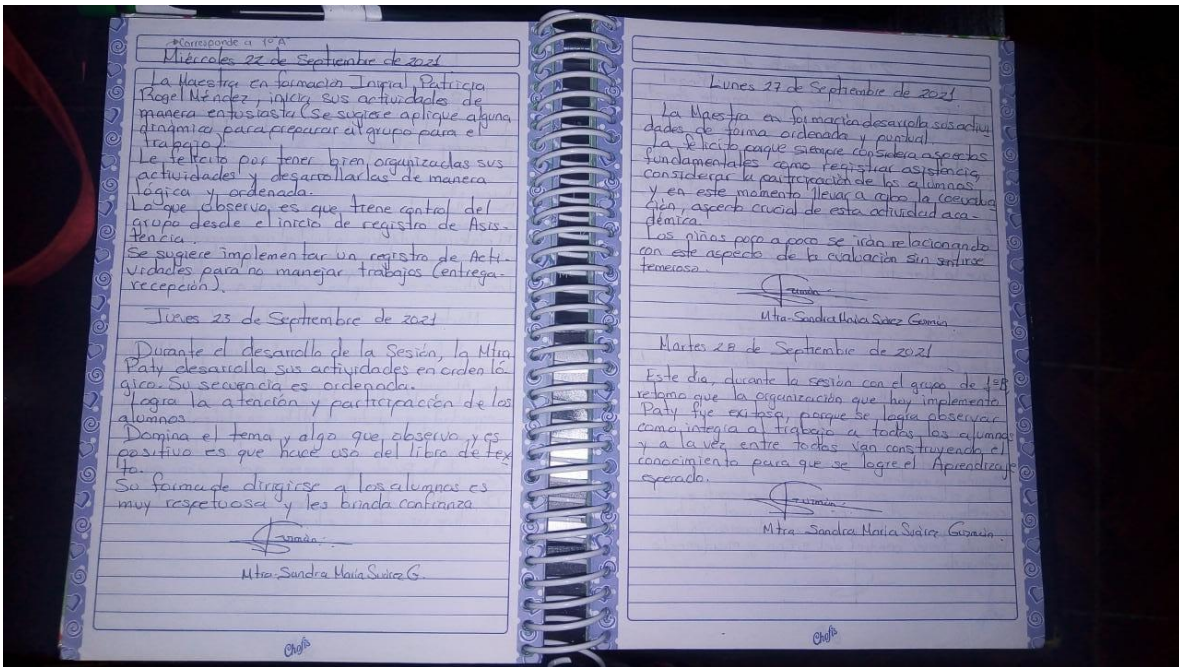 Corresponde a 1º A
Miércoles 22 de Septiembre de 2021
La Maestra en formación Inicial, Patricia
Rogel Méndez, inicia sus actividades de
manera entusiasta (Se sugiere aplique alguna
dinámica, para preparar al grupo para el
trabajo).
Le felicito por tener bien organizadas sus
actividades y desarrollarlas de manera
lógica y ordenada.
Lo que observo, es que tiene control del
grupo desde el inicio de registro de Asis-
tencia.
Se sugiere implementar un registro de Acti-
vidades para no manejar trabajos (entrega-
recepción).
Jueves 23 de Septiembre de 2021
Durante el desarrollo de la Sesión, la Mtra
Paty desarrolla sus actividades en orden ló-
gico. Su secuencia es ordenada.
Logra la atención y participación de los
alumnos.
Domina el tema y algo que observo, y es
positivo es que hace uso del libro de tex
to.
Su forma de dirigirse a los alumnos es
muy respetuosa y les brinda confianza
Guzmán
Mtra. Sandra María Suárez G.
Chofis
Lunes 27 de Septiembre de 2021
La Maestra en formación desarrolla sus activi
dades de forma ordenada y puntual.
La felicito porque siempre considera aspectos
fundamentales como registrar asistencia,
considerar la participación de los alumnos,
y en este momento llevar a cabo la coevalua
ción, aspecto crucial de esta actividad aca-
démica.
Los niños poco a poco se irán relacionando
con este aspecto de la evaluación sin sentirse
temeroso.
Guzmán
Mtra. Sandra María Suárez Guzmán
Martes 28 de Septiembre de 2021
Este día, durante la sesión con el grupo de 1º B
retomo que la organización que hoy implementó
Paty fue exitosa, porque se logra observar
como integra al trabajo a todos los alumnos
y a la vez entre todos van construyendo el
conocimiento para que se logre el Aprendizaje
esperado.
Guzmán
Mtra Sandra María Suárez Guzmán.
Chofis